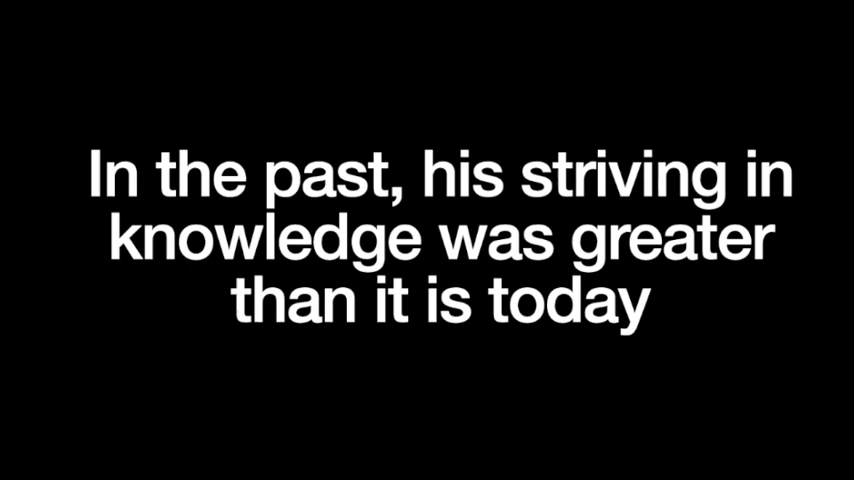 In the past, his striving in
knowledge was greater
than it is today